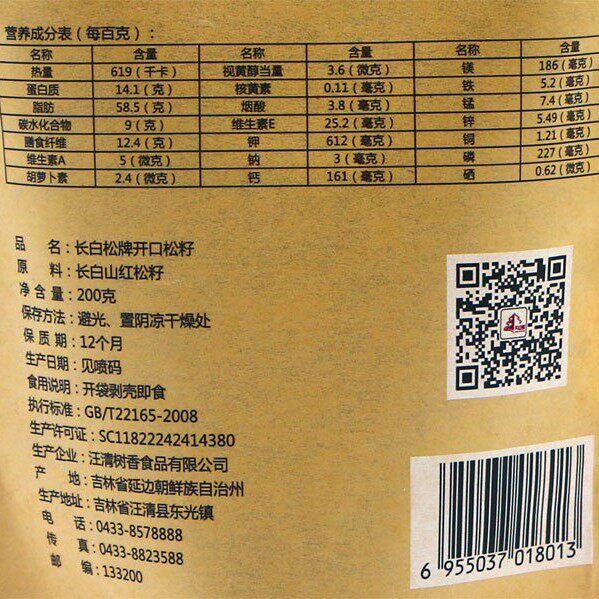 营养成分表（每百克）：
名称 含量 名称 含量 名称 含量
热量 619（千卡） 视黄醇当量 3.6（微克） 镁 186（毫克）
蛋白质 14.1（克） 核黄素 0.11（毫克） 铁 5.2（毫克）
脂肪 58.5（克） 烟酸 3.8（毫克） 锰 7.4（毫克）
碳水化合物 9（克） 维生素E 25.2（毫克） 锌 5.49（毫克）
膳食纤维 12.4（克） 钾 612（毫克） 铜 1.21（毫克）
维生素A 5（微克） 钠 3（毫克） 磷 227（毫克）
胡萝卜素 2.4（微克） 钙 161（毫克） 硒 0.62（微克）
品 名：长白松牌开口松籽
原 料：长白山红松籽
净 含 量：200克
保存方法：避光、置阴凉干燥处
保 质 期：12个月
生产日期：见喷码
食用说明：开袋剥壳即食
执行标准：GB/T22165-2008
生产许可证：SC11822242414380
生产企业：汪清树香食品有限公司
产 地：吉林省延边朝鲜族自治州
生产地址：吉林省汪清县东光镇
电 话：0433-8578888
传 真：0433-8823588
邮 编：133200
6 955037 018013